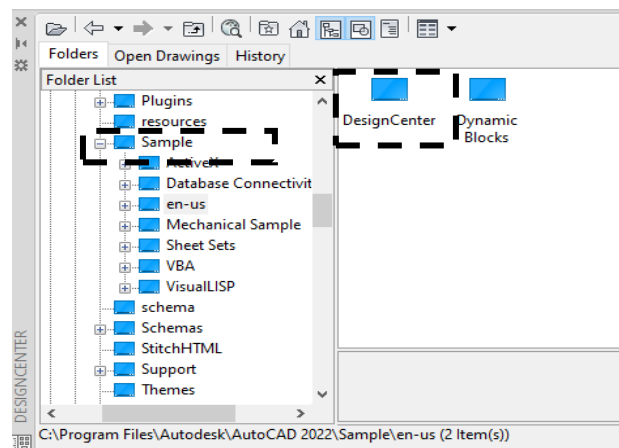 Folders Open Drawings History
Folder List
Plugins
resources
Sample
ActiveX
Database Connectivit
en-us
Mechanical Sample
Sheet Sets
VBA
VisualLISP
schema
Schemas
StitchHTML
Support
Themes
DesignCenter
Dynamic
Blocks
DESIGNCENTER
C:\Program Files\Autodesk\AutoCAD 2022\Sample\en-us (2 Item(s))